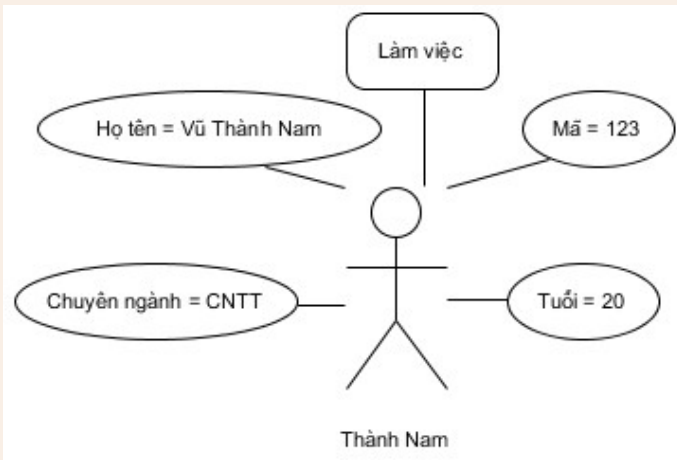 Làm việc
Họ tên = Vũ Thành Nam
Mã = 123
Chuyên ngành = CNTT
Tuổi = 20
Thành Nam